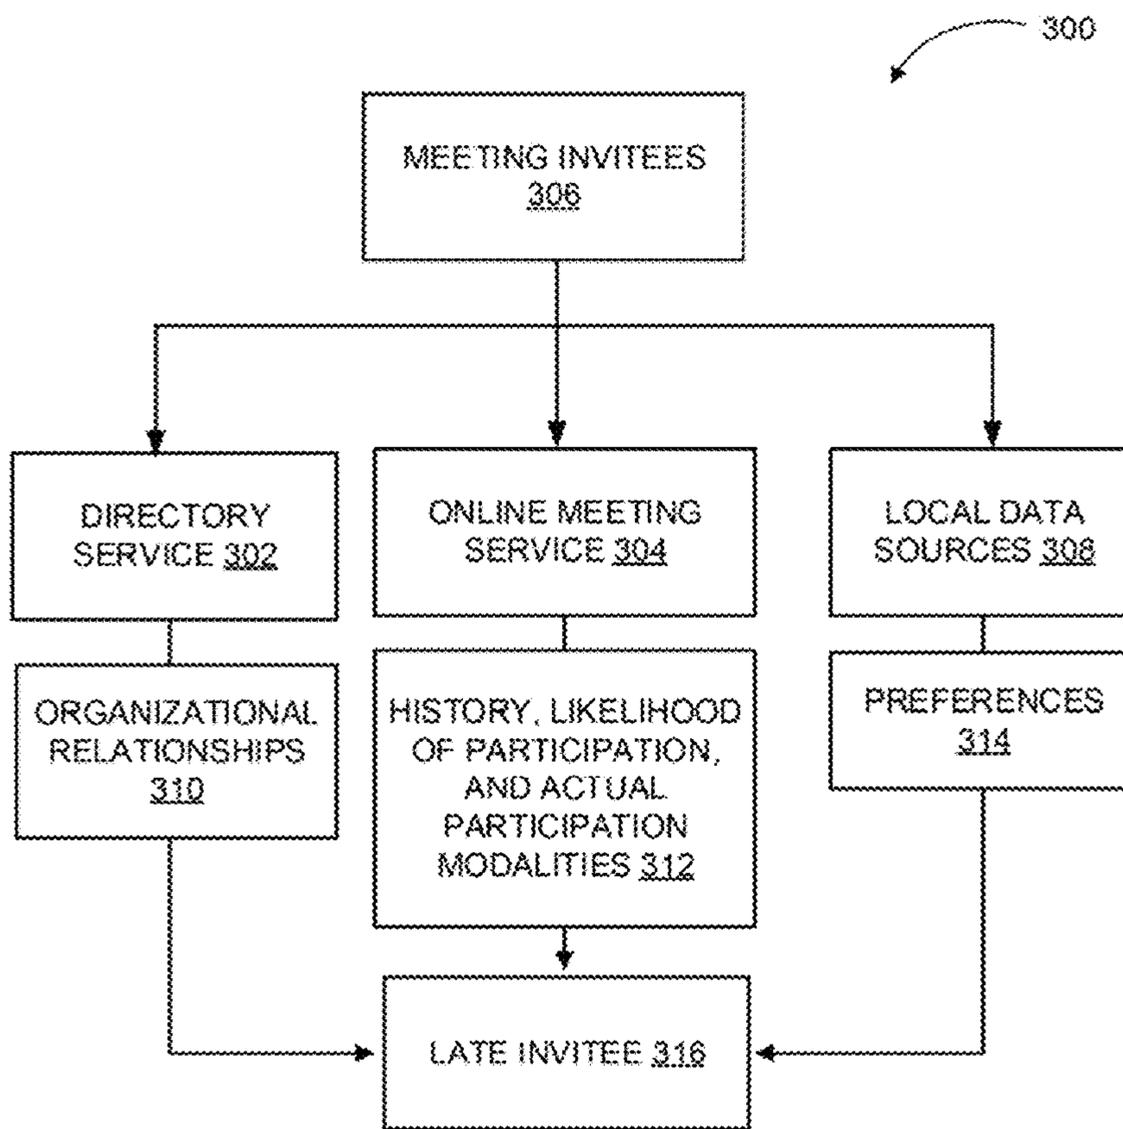 300
MEETING INVITEES
306
DIRECTORY
SERVICE 302
ONLINE MEETING
SERVICE 304
LOCAL DATA
SOURCES 308
ORGANIZATIONAL
RELATIONSHIPS
310
HISTORY, LIKELIHOOD
OF PARTICIPATION,
AND ACTUAL
PARTICIPATION
MODALITIES 312
PREFERENCES
314
LATE INVITEE 316